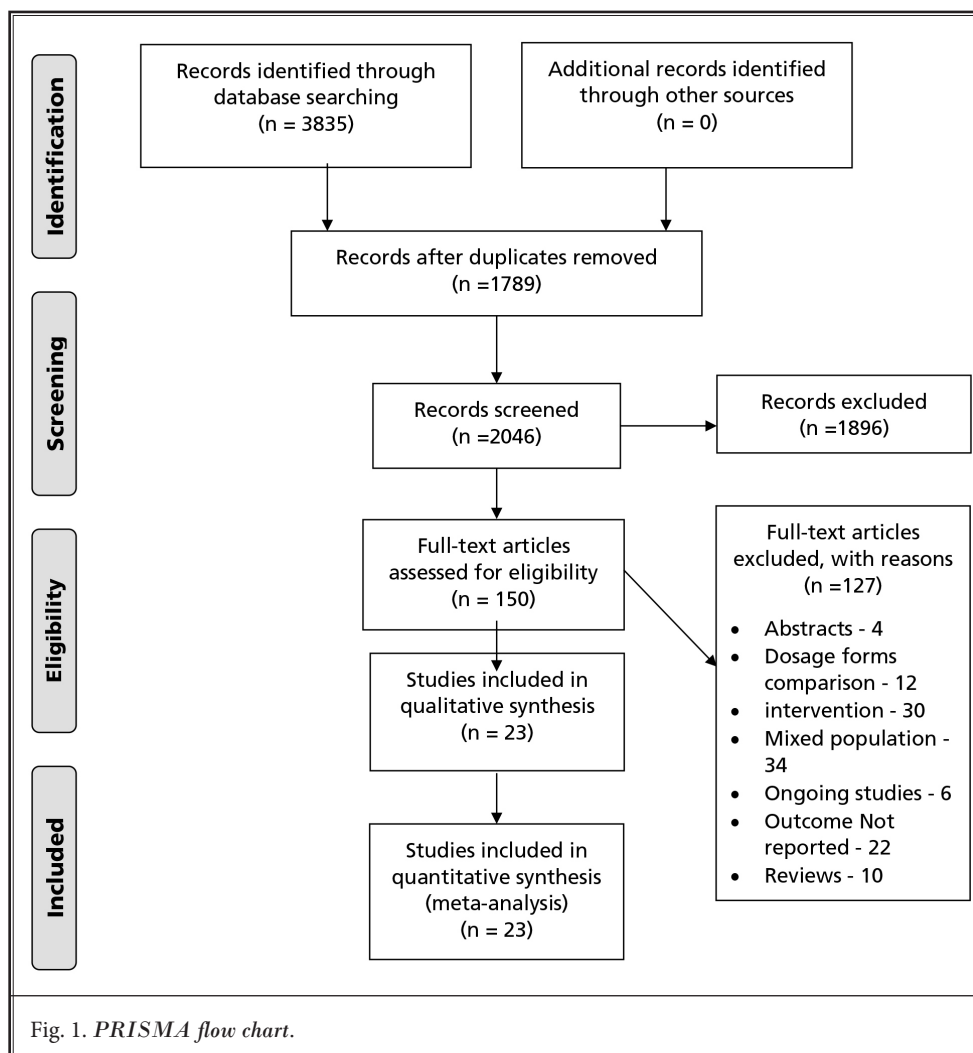 Identification
Records identified through
database searching
(n = 3835)
Additional records identified
through other sources
(n = 0)
Records after duplicates removed
(n =1789)
Screening
Records screened
(n =2046)
Records excluded
(n =1896)
Eligibility
Full-text articles
assessed for eligibility
(n = 150)
Full-text articles
excluded, with reasons
(n =127)
• Abstracts - 4
• Dosage forms
comparison - 12
• intervention - 30
• Mixed population -
34
• Ongoing studies - 6
• Outcome Not
reported - 22
• Reviews - 10
Studies included in
qualitative synthesis
(n = 23)
Included
Studies included in
quantitative synthesis
(meta-analysis)
(n = 23)
Fig. 1. PRISMA flow chart.